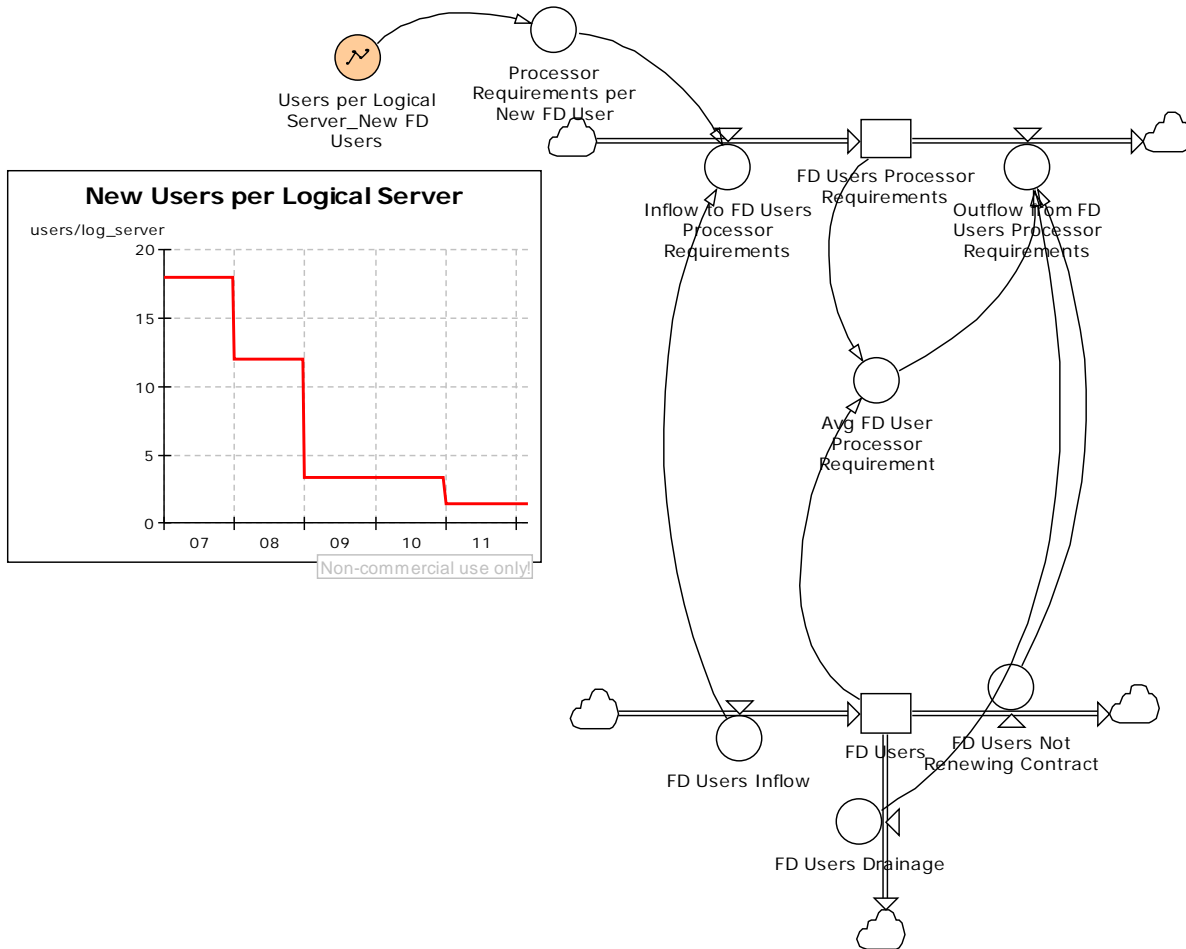 Users per Logical
Server_New FD
Users
Processor
Requirements per
New FD User
FD Users Processor
Requirements
Inflow to FD Users
Processor
Requirements
Outflow from FD
Users Processor
Requirements
New Users per Logical Server
users/log_server
20
15
10
5
0
07
08
09
10
11
Non-commercial use only!
Avg FD User
Processor
Requirement
FD Users Inflow
FD Users
FD Users Not
Renewing Contract
FD Users Drainage